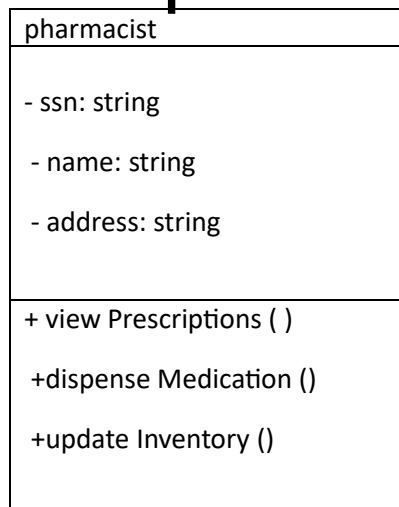 pharmacist
- ssn: string
- name: string
- address: string
+ view Prescriptions ( )
+dispense Medication ()
+update Inventory ()